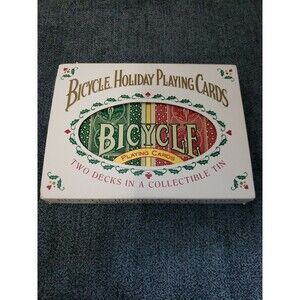 BICYCLE HOLIDAY PLAYING CARDS
BICYCLE
PLAYING CARDS
TWO DECKS IN A COLLECTIBLE TIN